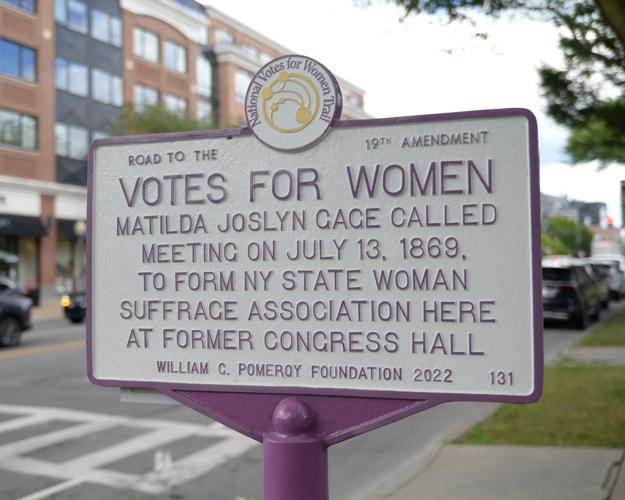 National Votes for Women Trail
ROAD TO THE 19TH AMENDMENT
VOTES FOR WOMEN
MATILDA JOSLYN GAGE CALLED
MEETING ON JULY 13, 1869,
TO FORM NY STATE WOMAN
SUFFRAGE ASSOCIATION HERE
AT FORMER CONGRESS HALL
WILLIAM G. POMEROY FOUNDATION 2022 131